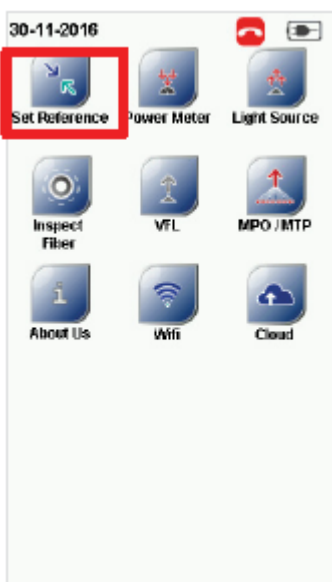 30-11-2016
Set Reference Power Meter Light Source
Inspect Fiber VFL MPO / MTP
About Us Wifi Cloud